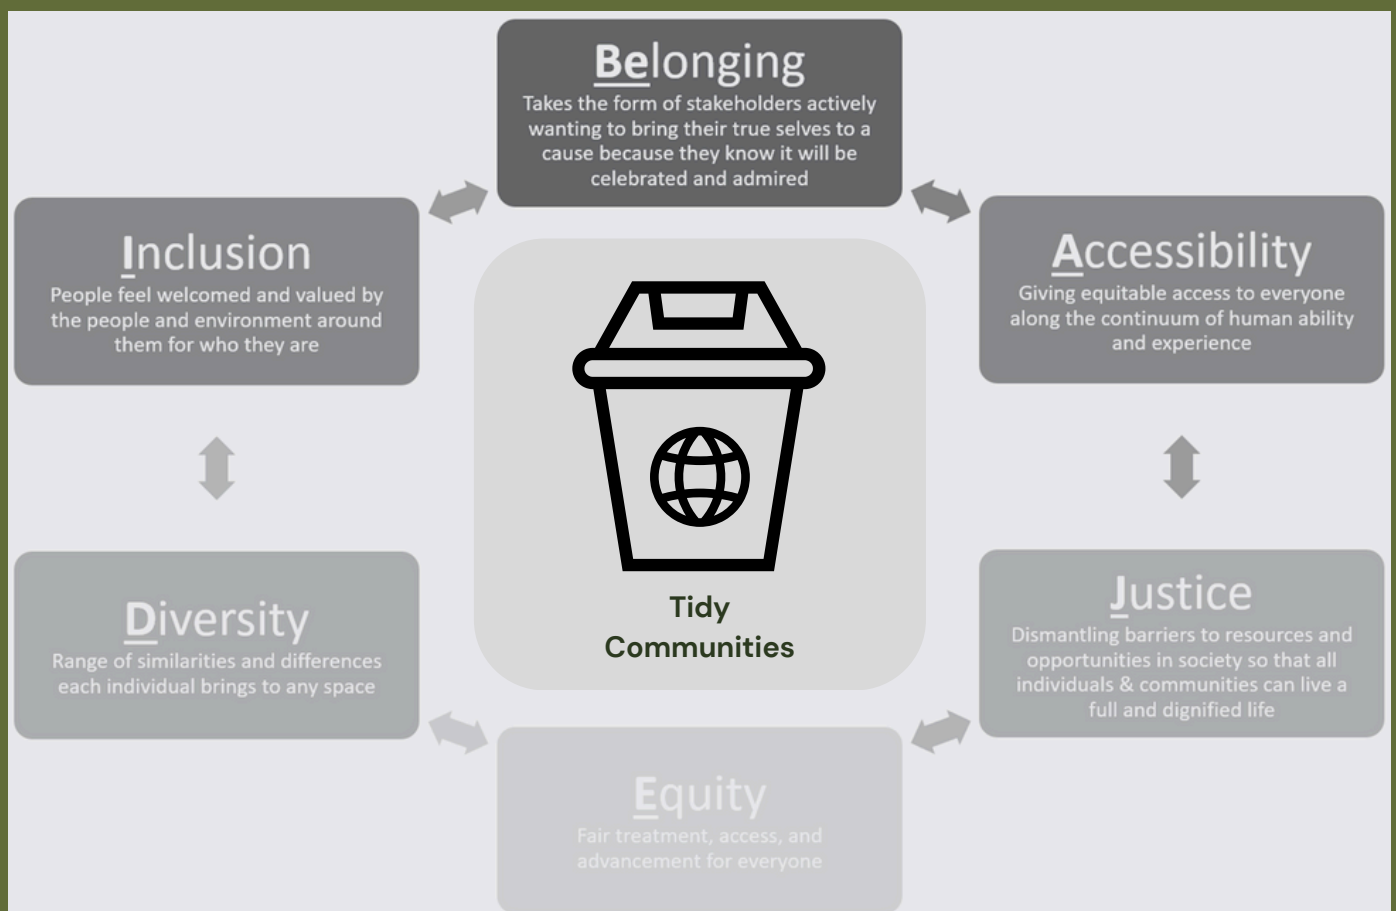 Belonging
Takes the form of stakeholders actively
wanting to bring their true selves to a
cause because they know it will be
celebrated and admired
Inclusion
People feel welcomed and valued by
the people and environment around
them for who they are
Accessibility
Giving equitable access to everyone
along the continuum of human ability
and experience
Tidy
Communities
Diversity
Range of similarities and differences
each individual brings to any space
Justice
Dismantling barriers to resources and
opportunities in society so that all
individuals & communities can live a
full and dignified life
Equity
Fair treatment, access, and
advancement for everyone